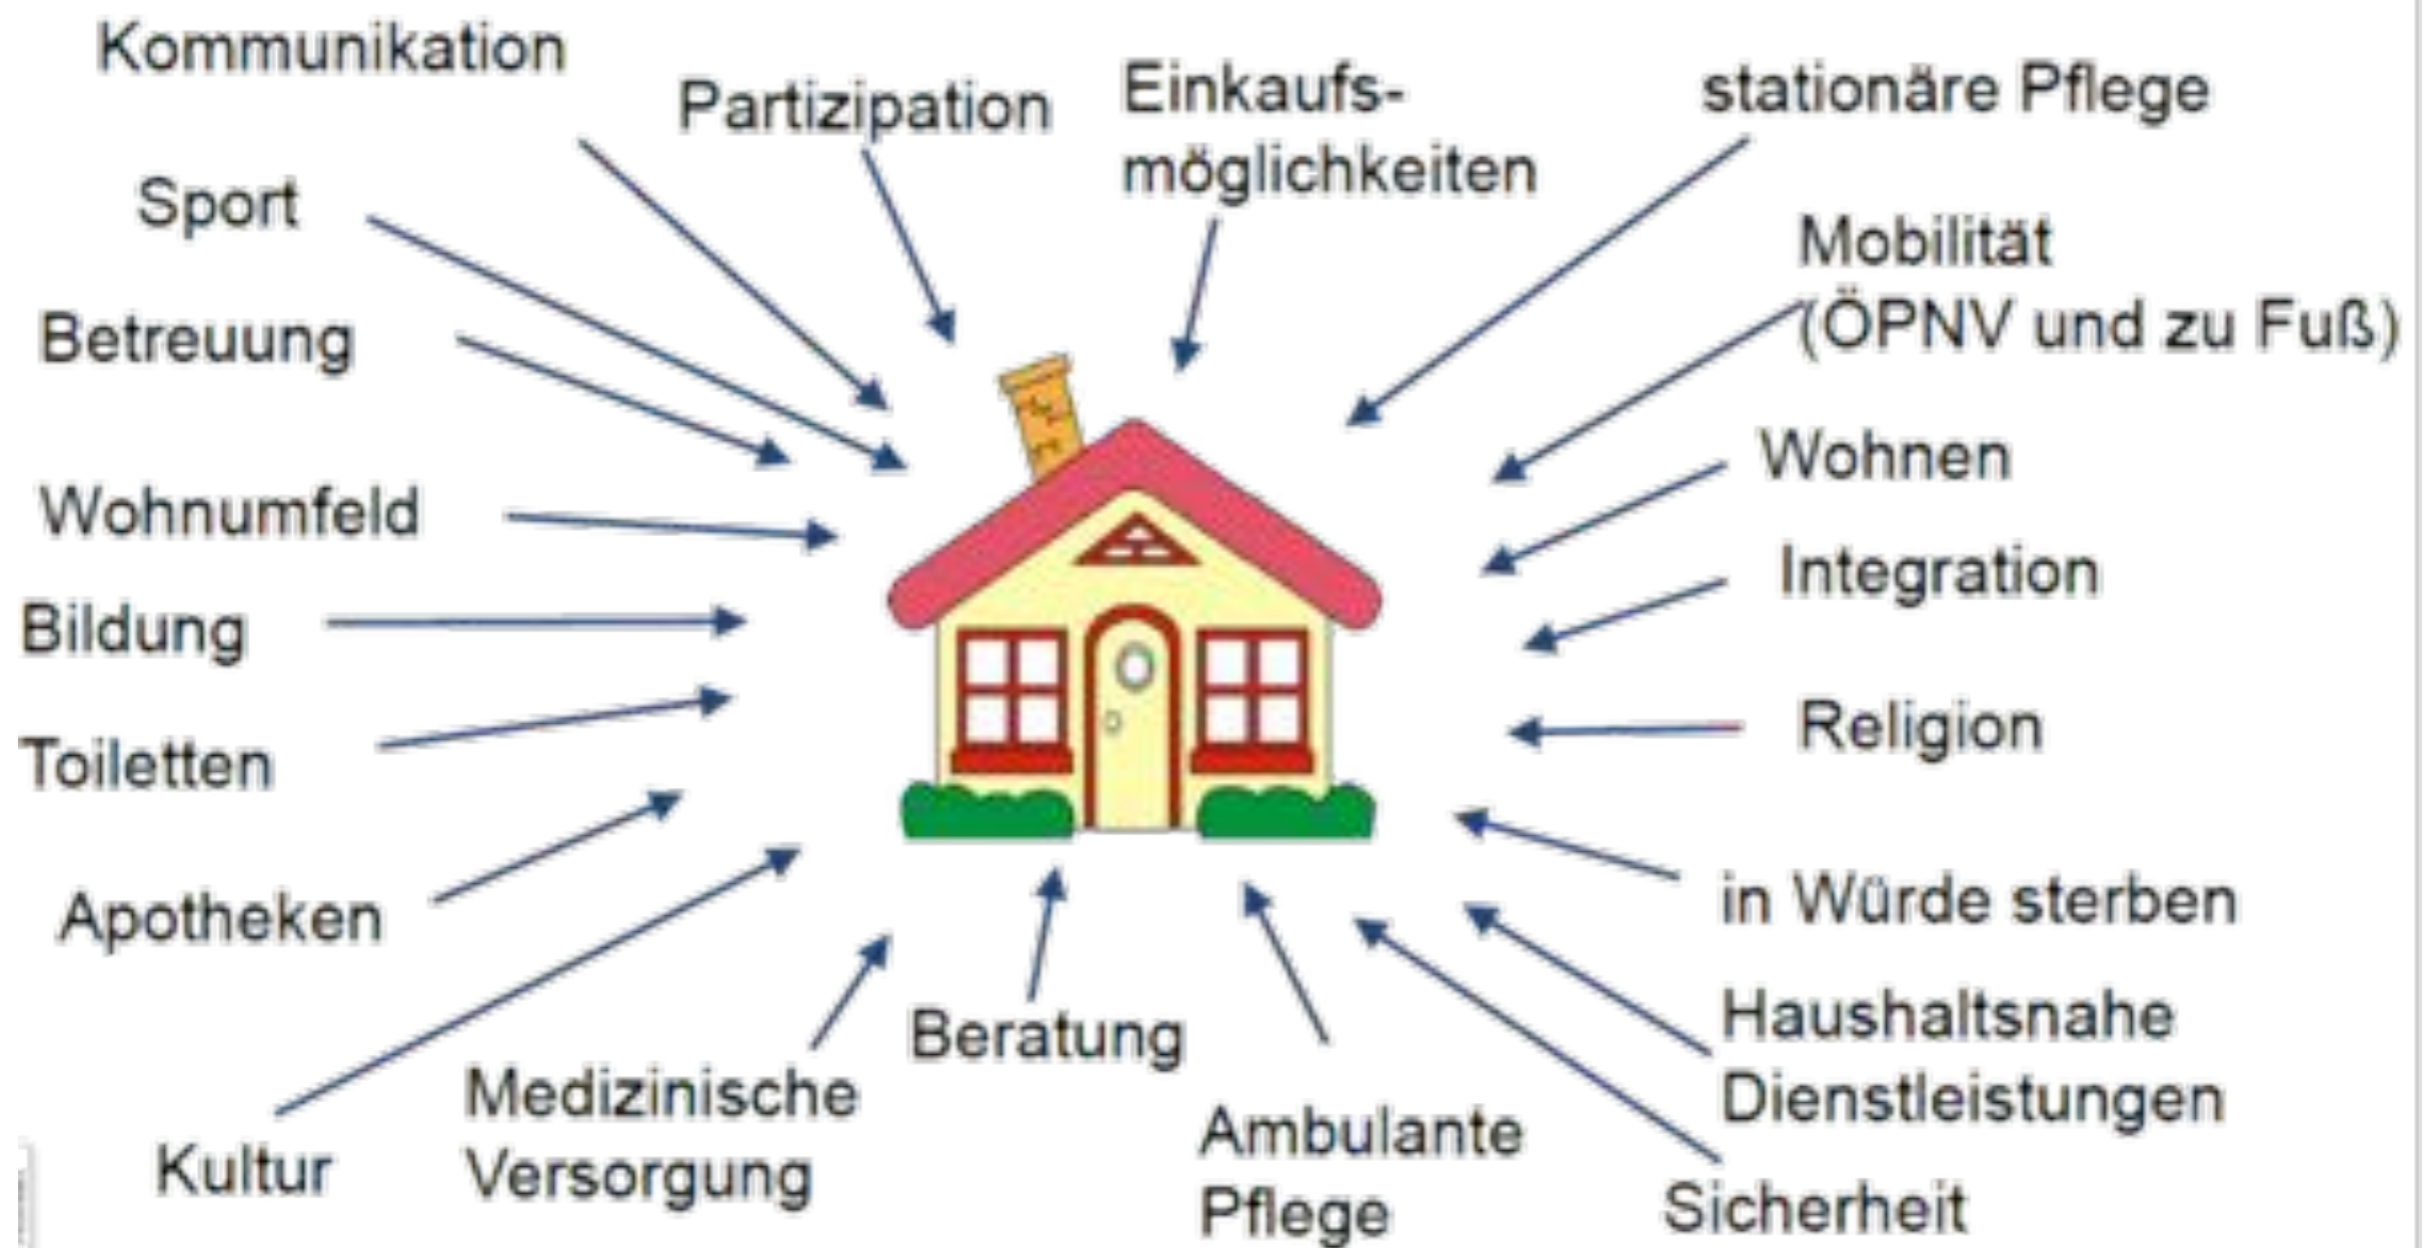 Kommunikation
Partizipation
Einkaufs-
möglichkeiten
stationäre Pflege
Sport
Mobilität
(ÖPNV und zu Fuß)
Betreuung
Wohnen
Wohnumfeld
Integration
Bildung
Religion
Toiletten
in Würde sterben
Apotheken
Haushaltsnahe
Dienstleistungen
Beratung
Medizinische
Versorgung
Ambulante
Pflege
Kultur
Sicherheit